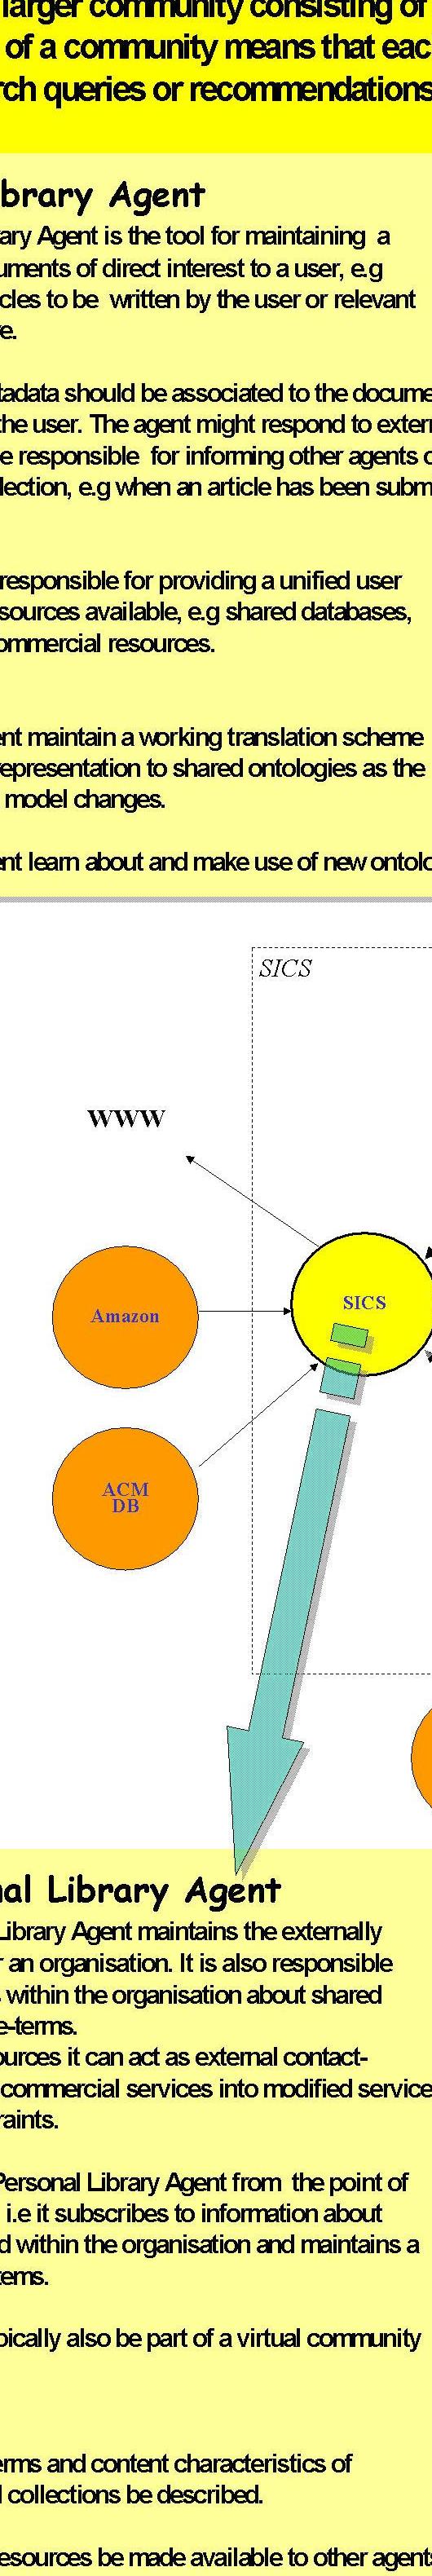 larger community consisting of
of a community means that eac
rch queries or recommendations
brary Agent
ary Agent is the tool for maintaining a
uments of direct interest to a user, e.g
cles to be written by the user or relevant
e.
tadata should be associated to the docume
the user. The agent might respond to extern
e responsible for informing other agents o
lection, e.g when an article has been subm
responsible for providing a unified user
sources available, e.g shared databases,
ommercial resources.
ent maintain a working translation scheme
representation to shared ontologies as the
model changes.
ent learn about and make use of new ontolo
SICS
WWW
SICS
Amazon
ACM
DB
nal Library Agent
Library Agent maintains the externally
r an organisation. It is also responsible
s within the organisation about shared
e-terms.
ources it can act as external contact-
commercial services into modified service
raints.
Personal Library Agent from the point of
i.e it subscribes to information about
d within the organisation and maintains a
tems.
pically also be part of a virtual community
erms and content characteristics of
l collections be described.
esources be made available to other agents